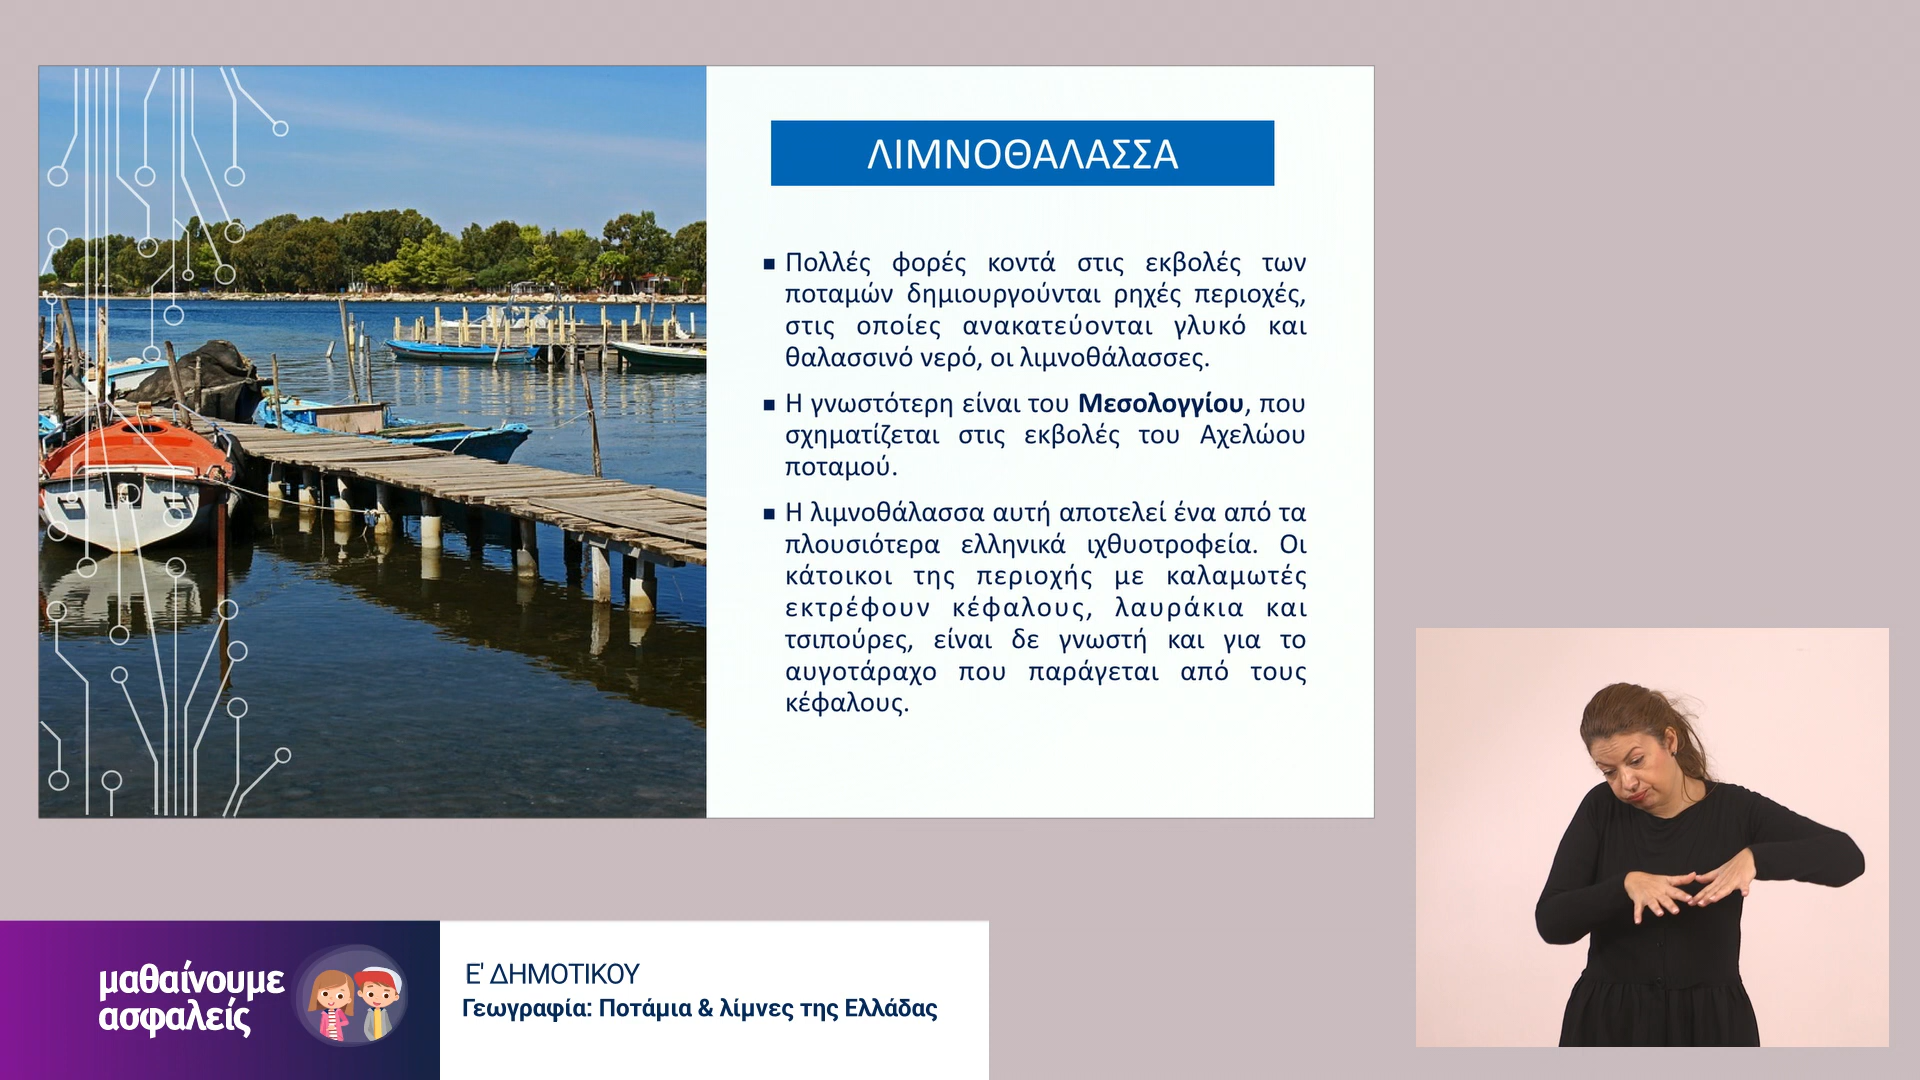 ΛΙΜΝΟΘΑΛΑΣΣΑ
▪ Πολλές φορές κοντά στις εκβολές των
ποταμών δημιουργούνται ρηχές περιοχές,
στις οποίες ανακατεύονται γλυκό και
θαλασσινό νερό, οι λιμνοθάλασσες.
▪ Η γνωστότερη είναι του Μεσολογγίου, που
σχηματίζεται στις εκβολές του Αχελώου
ποταμού.
▪ Η λιμνοθάλασσα αυτή αποτελεί ένα από τα
πλουσιότερα ελληνικά ιχθυοτροφεία. Οι
κάτοικοι της περιοχής με καλαμωτές
εκτρέφουν κέφαλους, λαυράκια και
τσιπούρες, είναι δε γνωστή και για το
αυγοτάραχο που παράγεται από τους
κέφαλους.
μαθαίνουμε
ασφαλείς
Ε' ΔΗΜΟΤΙΚΟΥ
Γεωγραφία: Ποτάμια & λίμνες της Ελλάδας